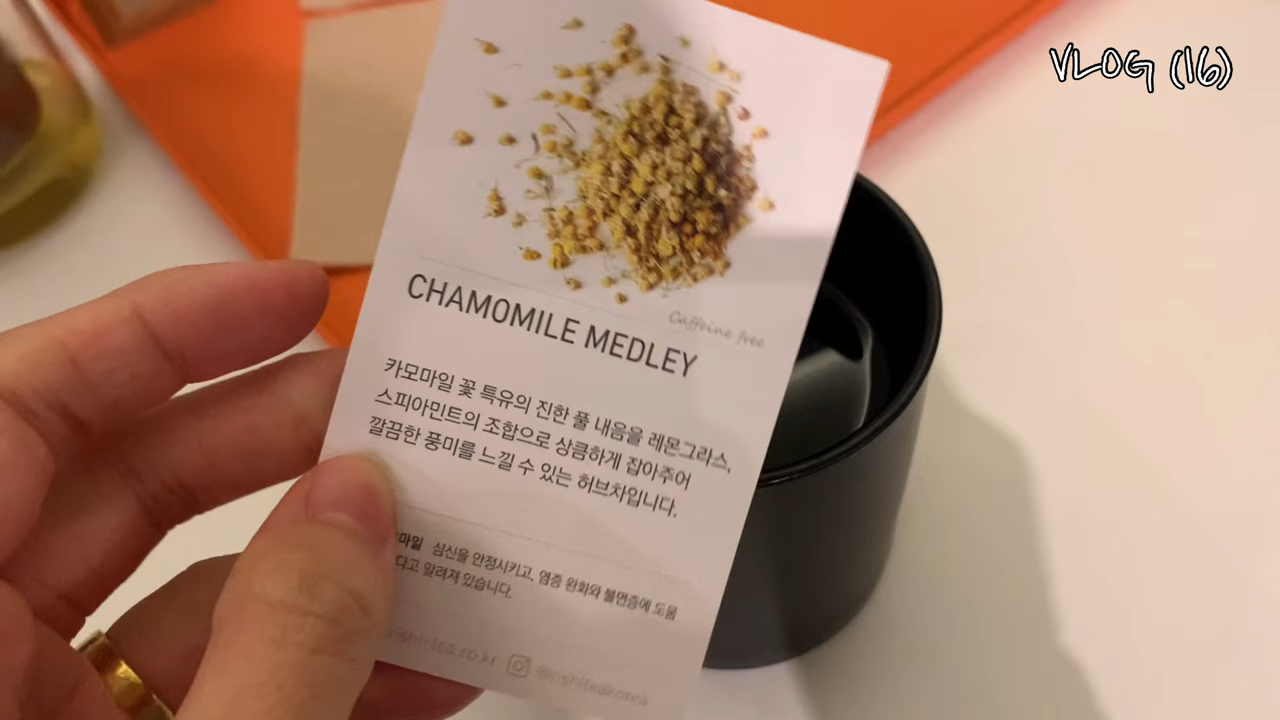 VLOG (16)
Caffeine free
CHAMOMILE MEDLEY
카모마일 꽃 특유의 진한 풀 내음을 레몬그라스,
스피아민트의 조합으로 상큼하게 잡아주어
깔끔한 풍미를 느낄 수 있는 허브차입니다.
마일 심신을 안정시키고, 염증 완화와 불면증에 도움
다고 알려져 있습니다.
@rishiteakorea